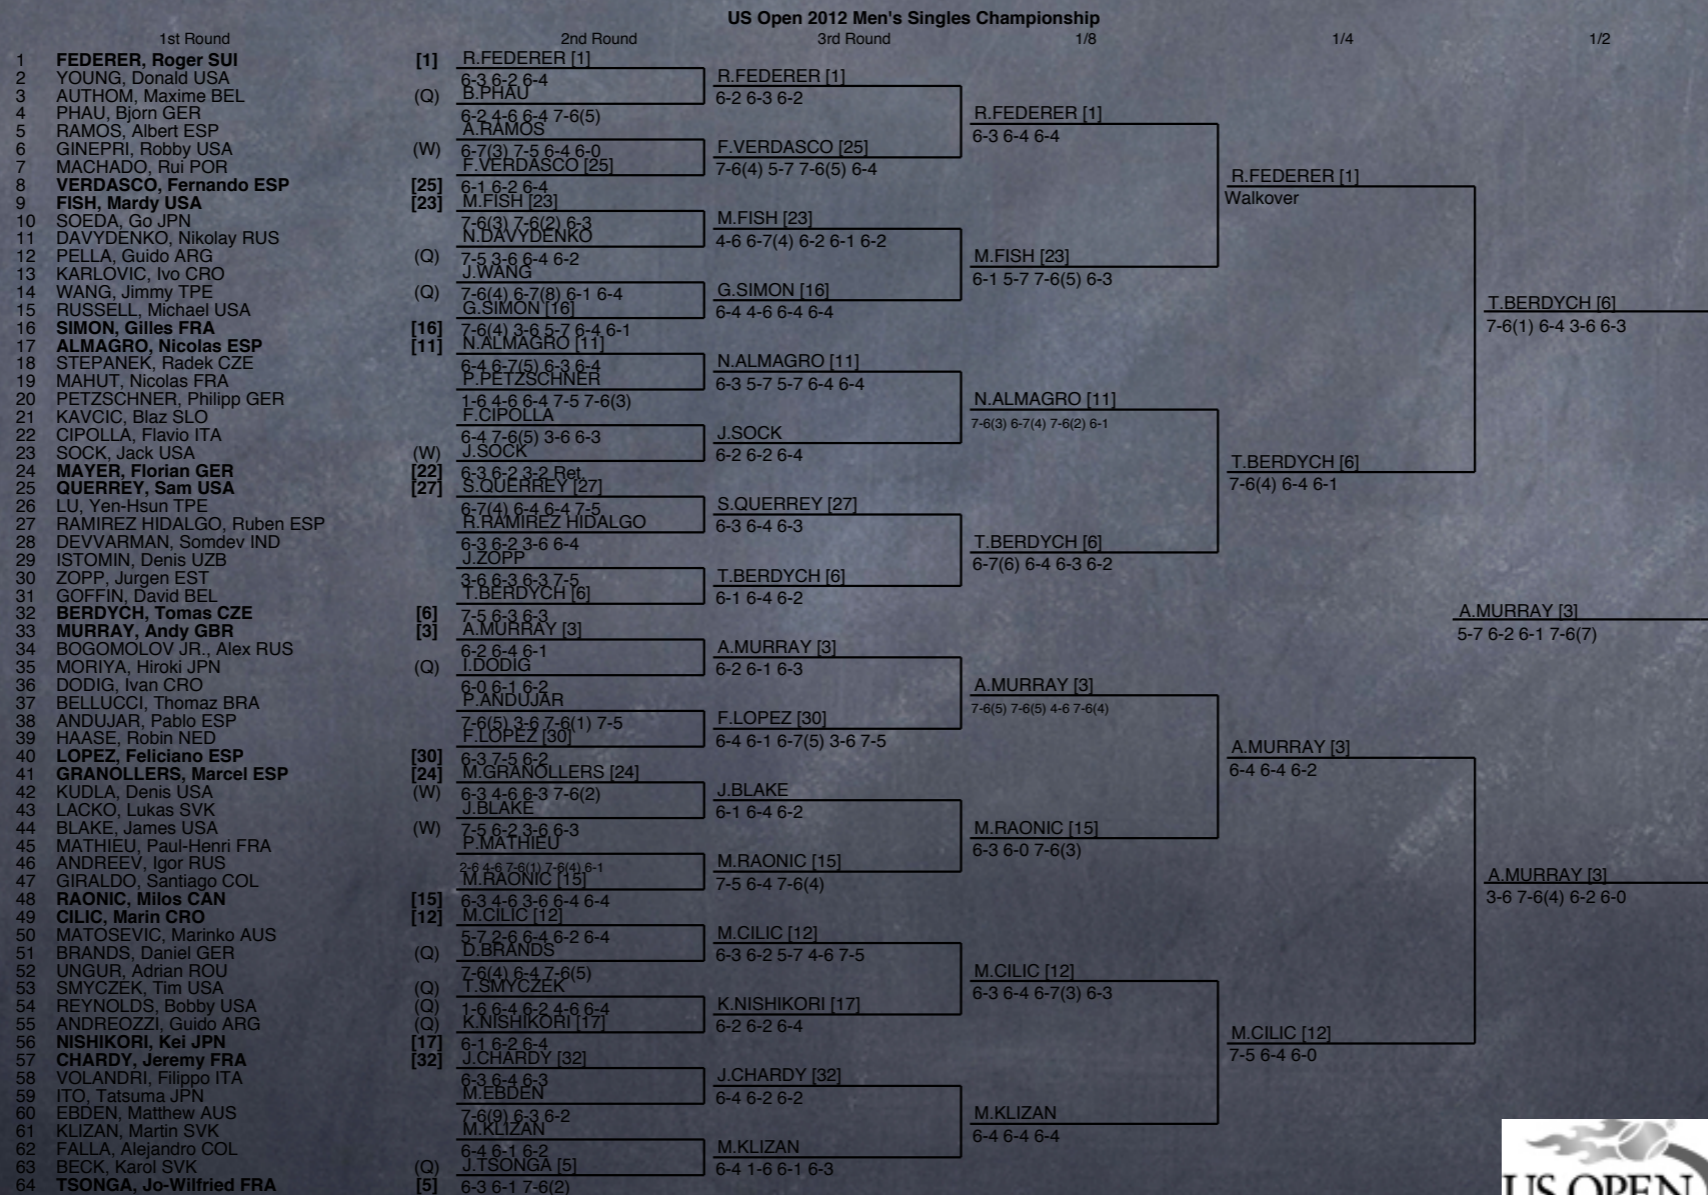 US Open 2012 Men's Singles Championship
1st Round 2nd Round 3rd Round 1/8 1/4 1/2
1 FEDERER, Roger SUI [1]
2 YOUNG, Donald USA
3 AUTHOM, Maxime BEL (Q)
4 PHAU, Bjorn GER
5 RAMOS, Albert ESP
6 GINEPRI, Robby USA (W)
7 MACHADO, Rui POR
8 VERDASCO, Fernando ESP [25]
9 FISH, Mardy USA [23]
10 SOEDA, Go JPN
11 DAVYDENKO, Nikolay RUS
12 PELLA, Guido ARG (Q)
13 KARLOVIC, Ivo CRO
14 WANG, Jimmy TPE (Q)
15 RUSSELL, Michael USA
16 SIMON, Gilles FRA [16]
17 ALMAGRO, Nicolas ESP [11]
18 STEPANEK, Radek CZE
19 MAHUT, Nicolas FRA
20 PETZSCHNER, Philipp GER
21 KAVCIC, Blaz SLO
22 CIPOLLA, Flavio ITA
23 SOCK, Jack USA (W)
24 MAYER, Florian GER [22]
25 QUERREY, Sam USA [27]
26 LU, Yen-Hsun TPE
27 RAMIREZ HIDALGO, Ruben ESP
28 DEVVARMAN, Somdev IND
29 ISTOMIN, Denis UZB
30 ZOPP, Jurgen EST
31 GOFFIN, David BEL
32 BERDYCH, Tomas CZE [6]
33 MURRAY, Andy GBR [3]
34 BOGOMOLOV JR., Alex RUS
35 MORIYA, Hiroki JPN (Q)
36 DODIG, Ivan CRO
37 BELLUCCI, Thomaz BRA
38 ANDUJAR, Pablo ESP
39 HAASE, Robin NED
40 LOPEZ, Feliciano ESP [30]
41 GRANOLLERS, Marcel ESP [24]
42 KUDLA, Denis USA (W)
43 LACKO, Lukas SVK
44 BLAKE, James USA (W)
45 MATHIEU, Paul-Henri FRA
46 ANDREEV, Igor RUS
47 GIRALDO, Santiago COL
48 RAONIC, Milos CAN [15]
49 CILIC, Marin CRO [12]
50 MATOSEVIC, Marinko AUS
51 BRANDS, Daniel GER (Q)
52 UNGUR, Adrian ROU
53 SMYCZEK, Tim USA (Q)
54 REYNOLDS, Bobby USA (Q)
55 ANDREOZZI, Guido ARG (Q)
56 NISHIKORI, Kei JPN [17]
57 CHARDY, Jeremy FRA [32]
58 VOLANDRI, Filippo ITA
59 ITO, Tatsuma JPN
60 EBDEN, Matthew AUS
61 KLIZAN, Martin SVK
62 FALLA, Alejandro COL
63 BECK, Karol SVK (Q)
64 TSONGA, Jo-Wilfried FRA [5]
R.FEDERER [1]
6-3 6-2 6-4
B.PHAU
6-2 4-6 6-4 7-6(5)
A.RAMOS
6-7(3) 7-5 6-4 6-0
F.VERDASCO [25]
6-1 6-2 6-4
M.FISH [23]
7-6(3) 7-6(2) 6-3
N.DAVYDENKO
7-5 3-6 6-4 6-2
J.WANG
7-6(4) 6-7(8) 6-1 6-4
G.SIMON [16]
7-6(4) 3-6 5-7 6-4 6-1
N.ALMAGRO [11]
6-4 6-7(5) 6-3 6-4
P.PETZSCHNER
1-6 4-6 6-4 7-5 7-6(3)
F.CIPOLLA
6-4 7-6(5) 3-6 6-3
J.SOCK
6-3 6-2 3-2 Ret.
S.QUERREY [27]
6-7(4) 6-4 6-4 7-5
R.RAMIREZ HIDALGO
6-3 6-2 3-6 6-4
J.ZOPP
3-6 6-3 6-3 7-5
T.BERDYCH [6]
7-5 6-3 6-3
A.MURRAY [3]
6-2 6-4 6-1
I.DODIG
6-0 6-1 6-2
P.ANDUJAR
7-6(5) 3-6 7-6(1) 7-5
F.LOPEZ [30]
6-3 7-5 6-2
M.GRANOLLERS [24]
6-3 4-6 6-3 7-6(2)
J.BLAKE
7-5 6-2 3-6 6-3
P.MATHIEU
2-6 4-6 7-6(1) 7-6(4) 6-1
M.RAONIC [15]
6-3 4-6 3-6 6-4 6-4
M.CILIC [12]
5-7 2-6 6-4 6-2 6-4
D.BRANDS
7-6(4) 6-4 7-6(5)
T.SMYCZEK
1-6 6-4 6-2 4-6 6-4
K.NISHIKORI [17]
6-1 6-2 6-4
J.CHARDY [32]
6-3 6-4 6-3
M.EBDEN
7-6(9) 6-3 6-2
M.KLIZAN
6-4 6-1 6-2
J.TSONGA [5]
6-3 6-1 7-6(2)
R.FEDERER [1]
6-2 6-3 6-2
F.VERDASCO [25]
7-6(4) 5-7 7-6(5) 6-4
M.FISH [23]
4-6 6-7(4) 6-2 6-1 6-2
G.SIMON [16]
6-4 4-6 6-4 6-4
N.ALMAGRO [11]
6-3 5-7 5-7 6-4 6-4
J.SOCK
6-2 6-2 6-4
S.QUERREY [27]
6-3 6-4 6-3
T.BERDYCH [6]
6-1 6-4 6-2
A.MURRAY [3]
6-2 6-1 6-3
F.LOPEZ [30]
6-4 6-1 6-7(5) 3-6 7-5
J.BLAKE
6-1 6-4 6-2
M.RAONIC [15]
7-5 6-4 7-6(4)
M.CILIC [12]
6-3 6-2 5-7 4-6 7-5
K.NISHIKORI [17]
6-2 6-2 6-4
J.CHARDY [32]
6-4 6-2 6-2
M.KLIZAN
6-4 1-6 6-1 6-3
R.FEDERER [1]
6-3 6-4 6-4
M.FISH [23]
6-1 5-7 7-6(5) 6-3
N.ALMAGRO [11]
7-6(3) 6-7(4) 7-6(2) 6-1
T.BERDYCH [6]
6-7(6) 6-4 6-3 6-2
A.MURRAY [3]
7-6(5) 7-6(5) 4-6 7-6(4)
M.RAONIC [15]
6-3 6-0 7-6(3)
M.CILIC [12]
6-3 6-4 6-7(3) 6-3
M.KLIZAN
6-4 6-4 6-4
R.FEDERER [1]
Walkover
T.BERDYCH [6]
7-6(4) 6-4 6-1
A.MURRAY [3]
6-4 6-4 6-2
M.CILIC [12]
7-5 6-4 6-0
T.BERDYCH [6]
7-6(1) 6-4 3-6 6-3
A.MURRAY [3]
3-6 7-6(4) 6-2 6-0
A.MURRAY [3]
5-7 6-2 6-1 7-6(7)
US OPEN